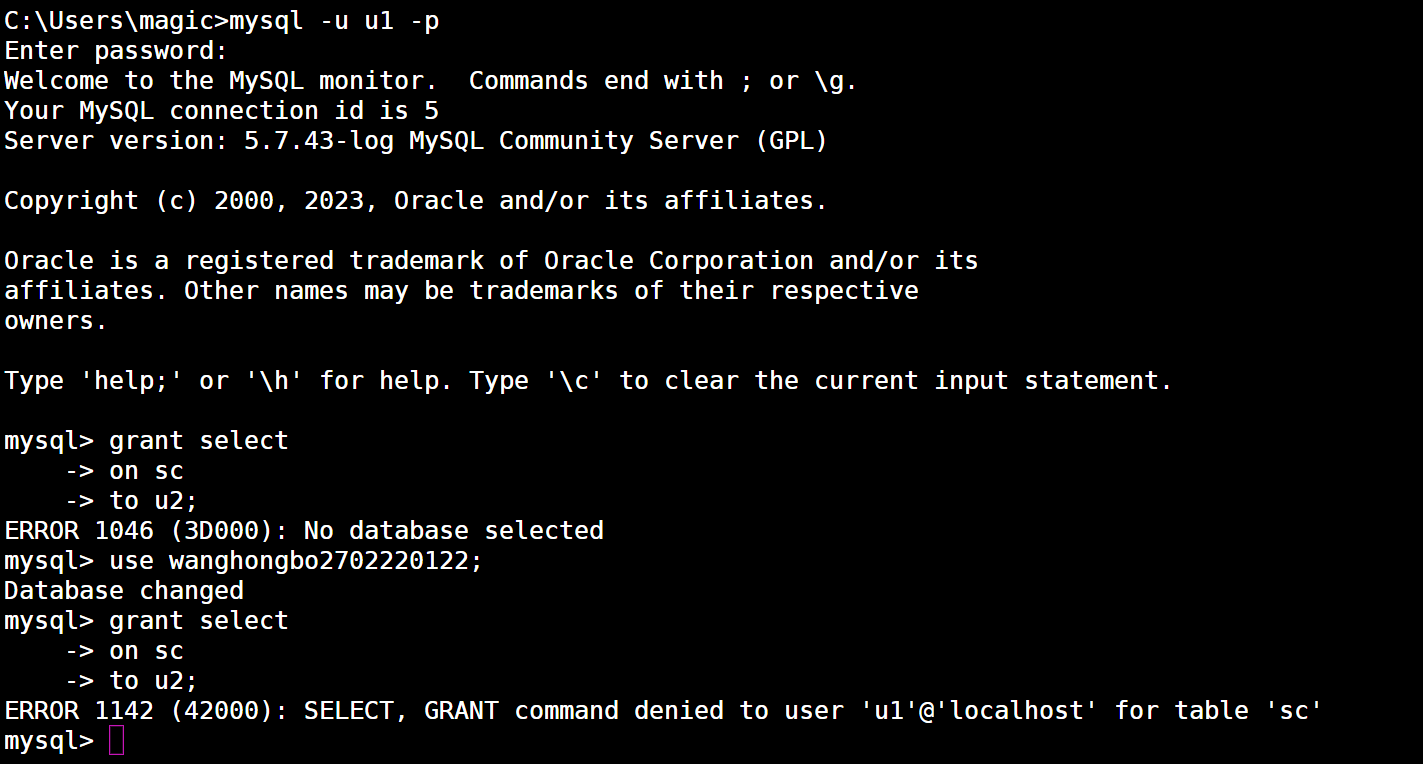 C:\Users\magic>mysql -u u1 -p
Enter password:
Welcome to the MySQL monitor.  Commands end with ; or \g.
Your MySQL connection id is 5
Server version: 5.7.43-log MySQL Community Server (GPL)

Copyright (c) 2000, 2023, Oracle and/or its affiliates.

Oracle is a registered trademark of Oracle Corporation and/or its
affiliates. Other names may be trademarks of their respective
owners.

Type 'help;' or '\h' for help. Type '\c' to clear the current input statement.

mysql> grant select
    -> on sc
    -> to u2;
ERROR 1046 (3D000): No database selected
mysql> use wanghongbo2702220122;
Database changed
mysql> grant select
    -> on sc
    -> to u2;
ERROR 1142 (42000): SELECT, GRANT command denied to user 'u1'@'localhost' for table 'sc'
mysql>